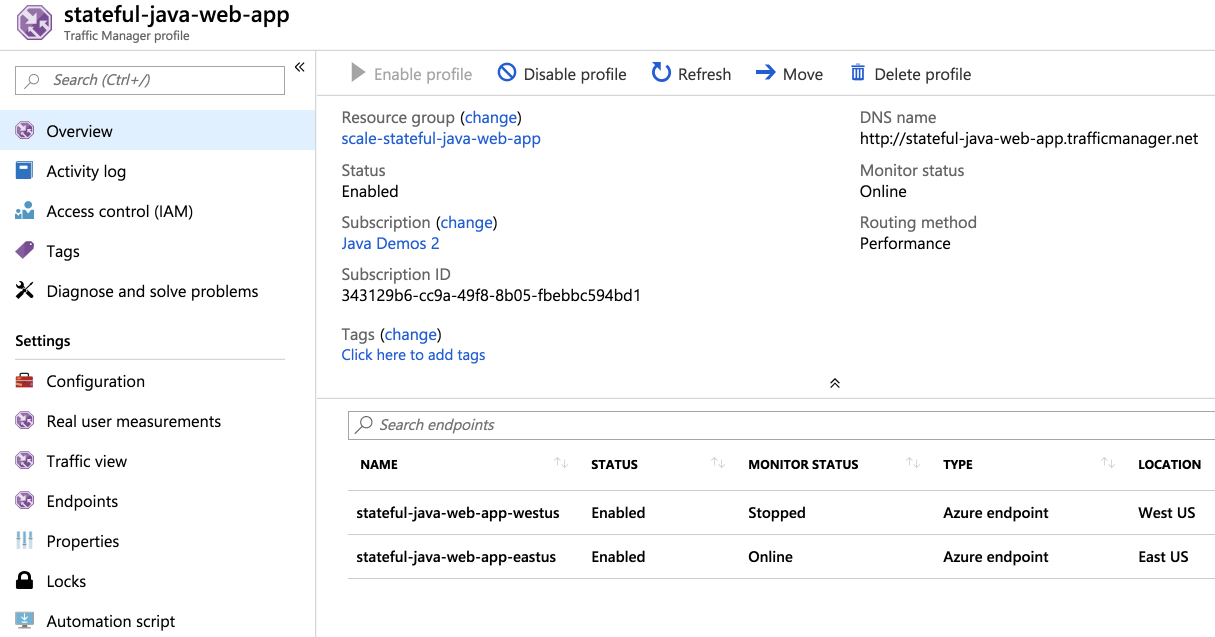 stateful-java-web-app
Traffic Manager profile
Search (Ctrl+/)
«
Overview
Activity log
Access control (IAM)
Tags
Diagnose and solve problems
Settings
Configuration
Real user measurements
Traffic view
Endpoints
Properties
Locks
Automation script
Enable profile Disable profile Refresh Move Delete profile
Resource group (change)
scale-stateful-java-web-app
Status
Enabled
Subscription (change)
Java Demos 2
Subscription ID
343129b6-cc9a-49f8-8b05-fbebbc594bd1
Tags (change)
Click here to add tags
DNS name
http://stateful-java-web-app.trafficmanager.net
Monitor status
Online
Routing method
Performance
Search endpoints
NAME STATUS MONITOR STATUS TYPE LOCATION
stateful-java-web-app-westus Enabled Stopped Azure endpoint West US
stateful-java-web-app-eastus Enabled Online Azure endpoint East US